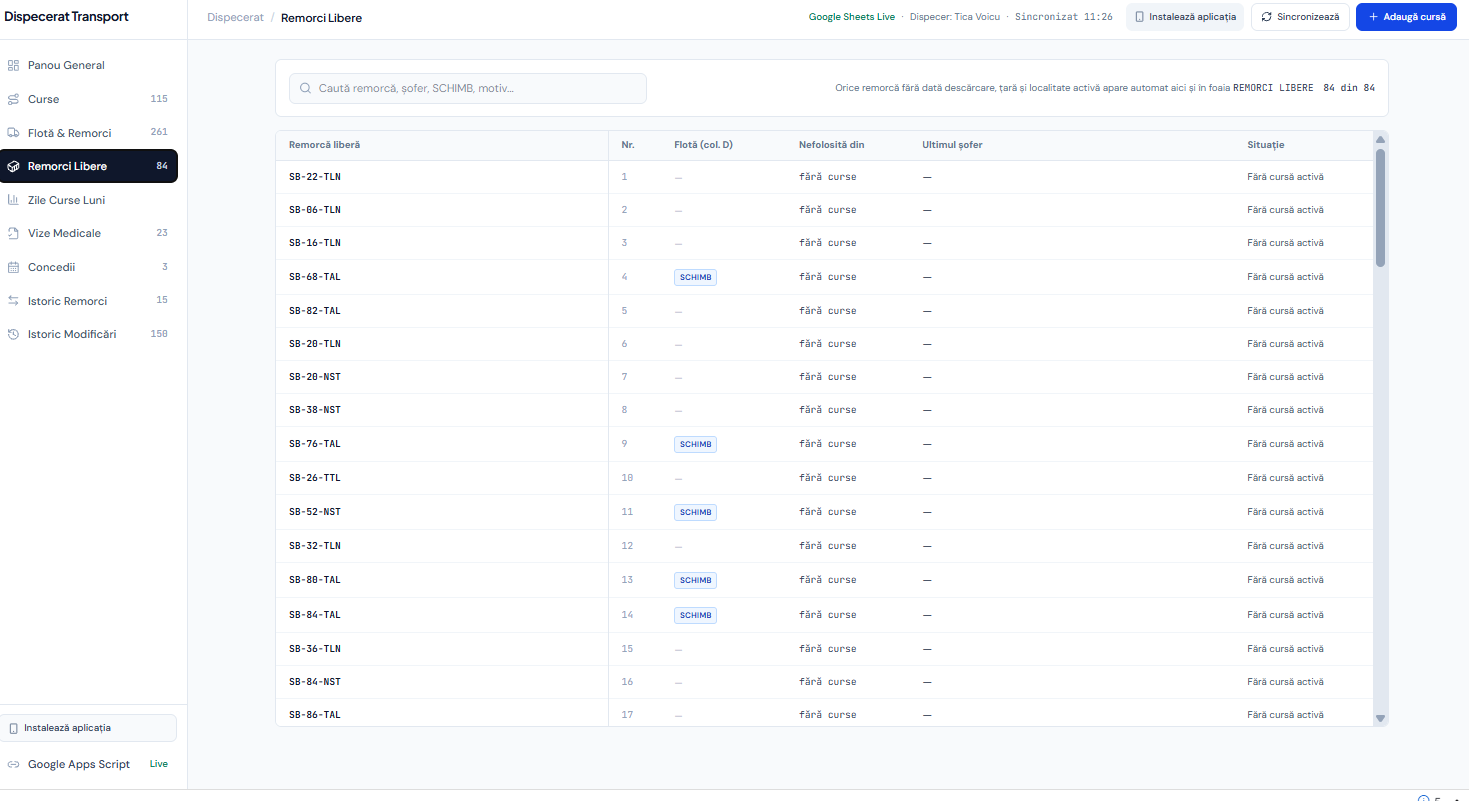 Dispecerat Transport
Dispecerat / Remorci Libere
Google Sheets Live · Dispecer: Tica Voicu · Sincronizat 11:26
Instalează aplicația
Sincronizează
+ Adaugă cursă
Panou General
Curse 115
Flotă & Remorci 261
Remorci Libere 84
Zile Curse Luni
Vize Medicale 23
Concedii 3
Istoric Remorci 15
Istoric Modificări 150
Instalează aplicația
Google Apps Script Live
Caută remorcă, șofer, SCHIMB, motiv...
Orice remorcă fără dată descărcare, țară și localitate activă apare automat aici și în foaia REMORCI LIBERE 84 din 84
Remorcă liberă Nr. Flotă (col. D) Nefolosită din Ultimul șofer Situație
SB-22-TLN 1 — fără curse — Fără cursă activă
SB-06-TLN 2 — fără curse — Fără cursă activă
SB-16-TLN 3 — fără curse — Fără cursă activă
SB-68-TAL 4 SCHIMB fără curse — Fără cursă activă
SB-82-TAL 5 — fără curse — Fără cursă activă
SB-20-TLN 6 — fără curse — Fără cursă activă
SB-20-NST 7 — fără curse — Fără cursă activă
SB-38-NST 8 — fără curse — Fără cursă activă
SB-76-TAL 9 SCHIMB fără curse — Fără cursă activă
SB-26-TTL 10 — fără curse — Fără cursă activă
SB-52-NST 11 SCHIMB fără curse — Fără cursă activă
SB-32-TLN 12 — fără curse — Fără cursă activă
SB-80-TAL 13 SCHIMB fără curse — Fără cursă activă
SB-84-TAL 14 SCHIMB fără curse — Fără cursă activă
SB-36-TLN 15 — fără curse — Fără cursă activă
SB-84-NST 16 — fără curse — Fără cursă activă
SB-86-TAL 17 — fără curse — Fără cursă activă